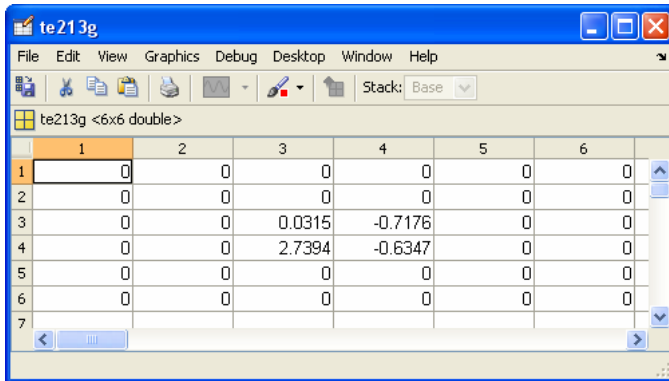 te213g
File Edit View Graphics Debug Desktop Window Help
Stack: Base
te213g <6x6 double>
1 2 3 4 5 6
1 0 0 0 0 0 0
2 0 0 0 0 0 0
3 0 0 0.0315 -0.7176 0 0
4 0 0 2.7394 -0.6347 0 0
5 0 0 0 0 0 0
6 0 0 0 0 0 0
7